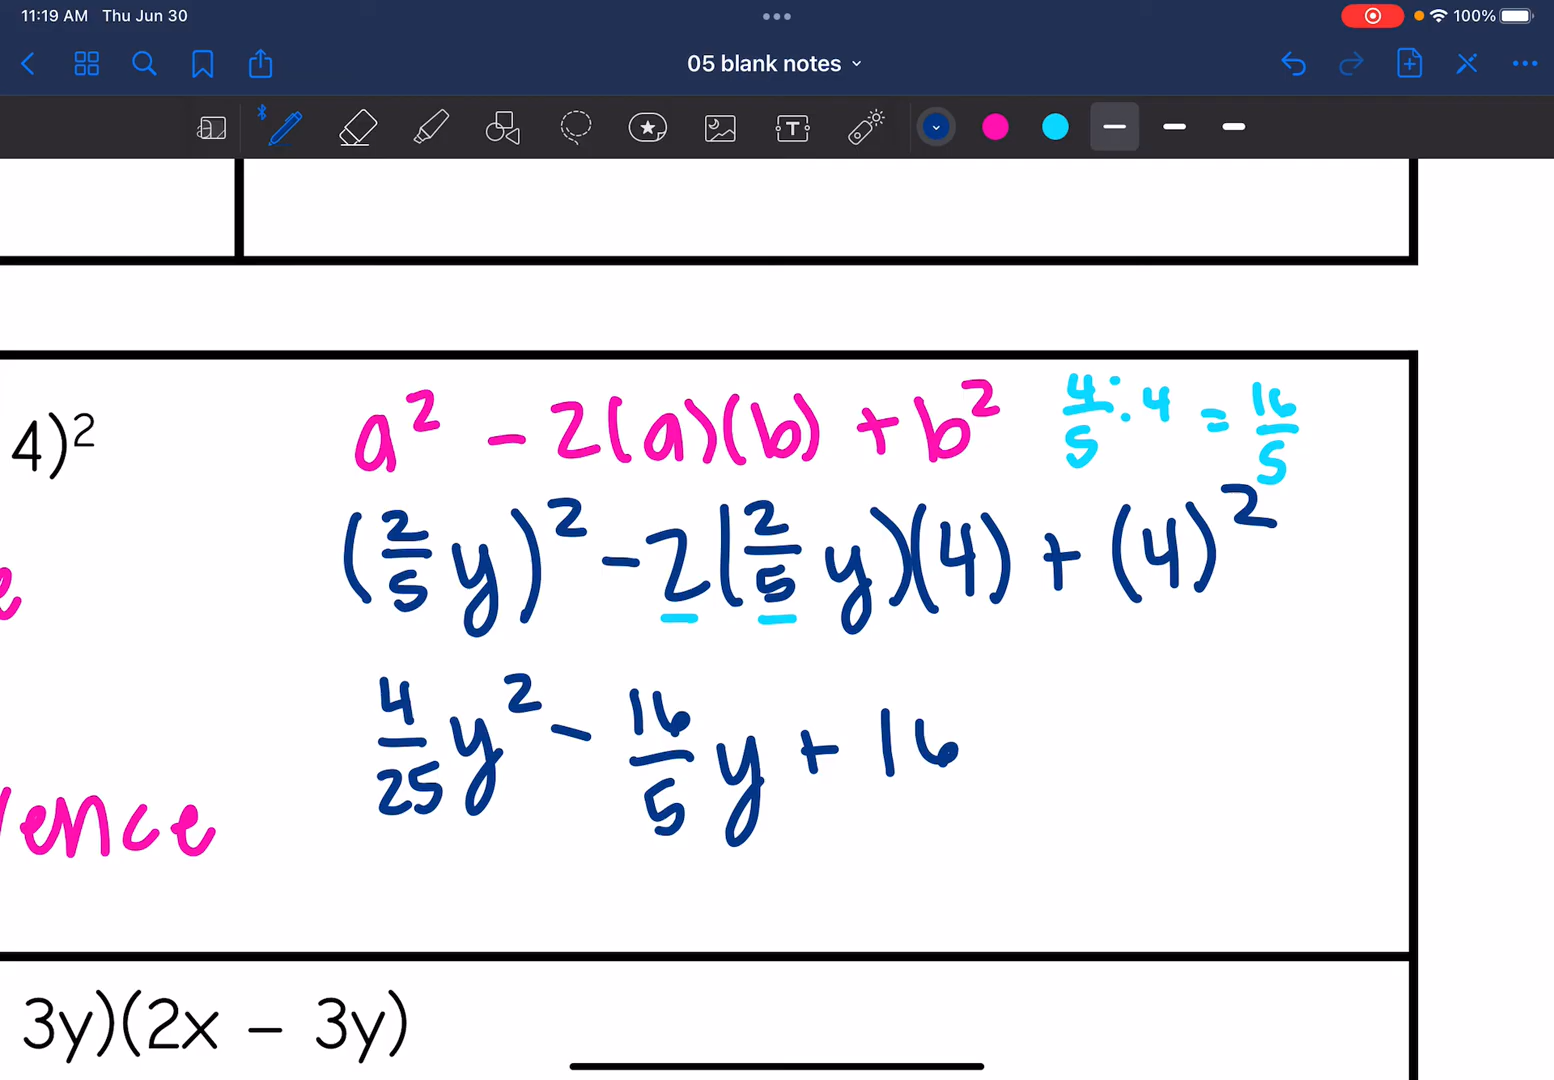 11:19 AM Thu Jun 30
100%
05 blank notes
T
4)²
a² - 2(a)(b) + b²
4/5 · 4 = 16/5
(2/5 y)² - 2(2/5 y)(4) + (4)²
4/25 y² - 16/5 y + 16
ence
3y)(2x – 3y)